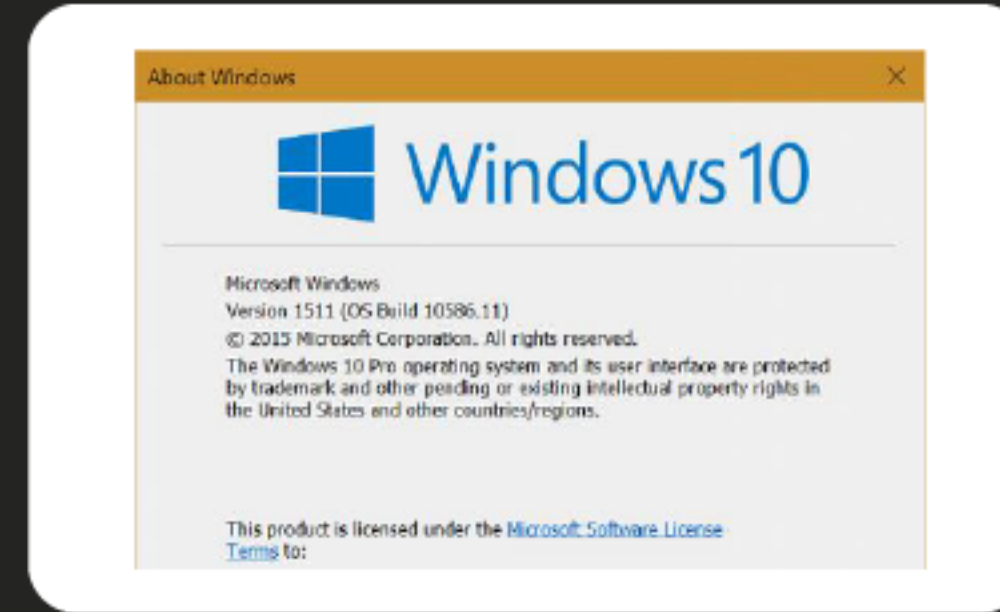 About Windows
Windows 10
Microsoft Windows
Version 1511 (OS Build 10586.11)
© 2015 Microsoft Corporation. All rights reserved.
The Windows 10 Pro operating system and its user interface are protected
by trademark and other pending or existing intellectual property rights in
the United States and other countries/regions.
This product is licensed under the Microsoft Software License
Terms to: